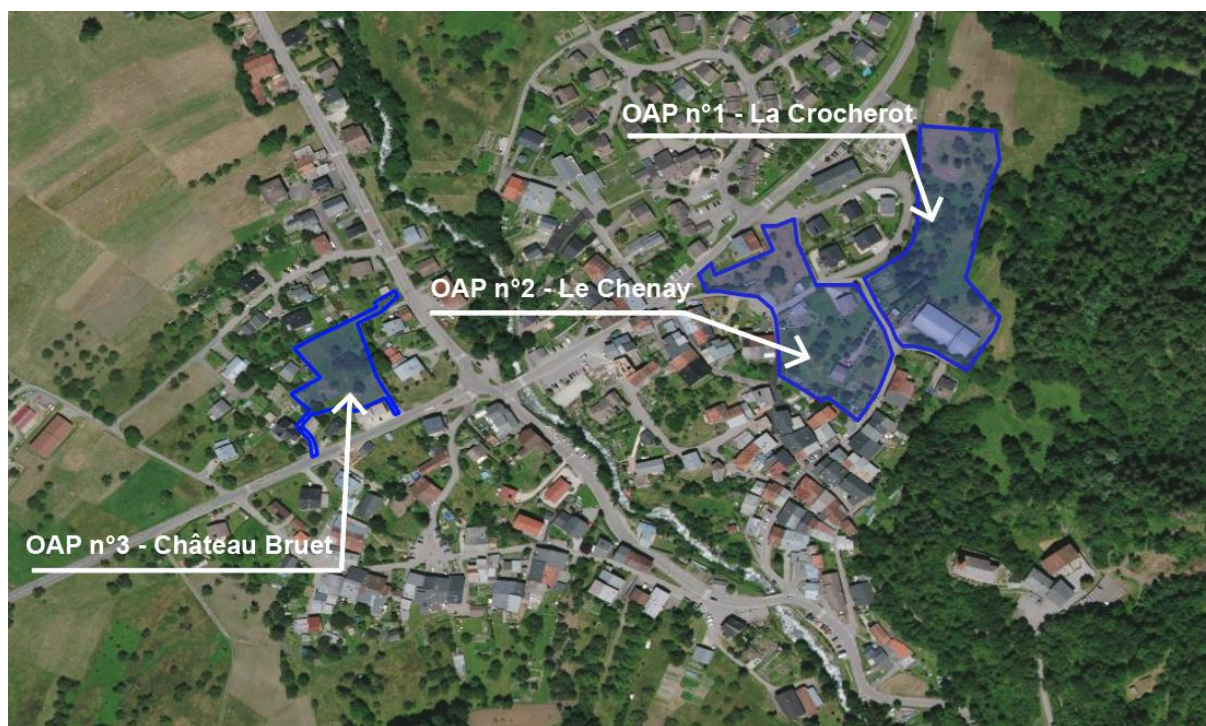 OAP n°1 - La Crocherot
OAP n°2 - Le Chenay
OAP n°3 - Château Bruet